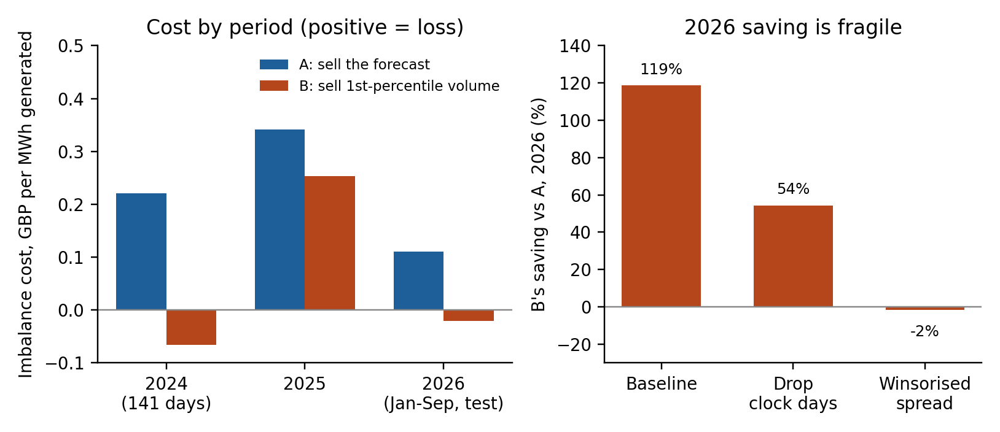 Cost by period (positive = loss)
Imbalance cost, GBP per MWh generated
0.5
0.4
0.3
0.2
0.1
0.0
−0.1
A: sell the forecast
B: sell 1st-percentile volume
2024
(141 days)
2025
2026
(Jan-Sep, test)
2026 saving is fragile
B's saving vs A, 2026 (%)
140
120
100
80
60
40
20
0
−20
119%
54%
-2%
Baseline
Drop
clock days
Winsorised
spread